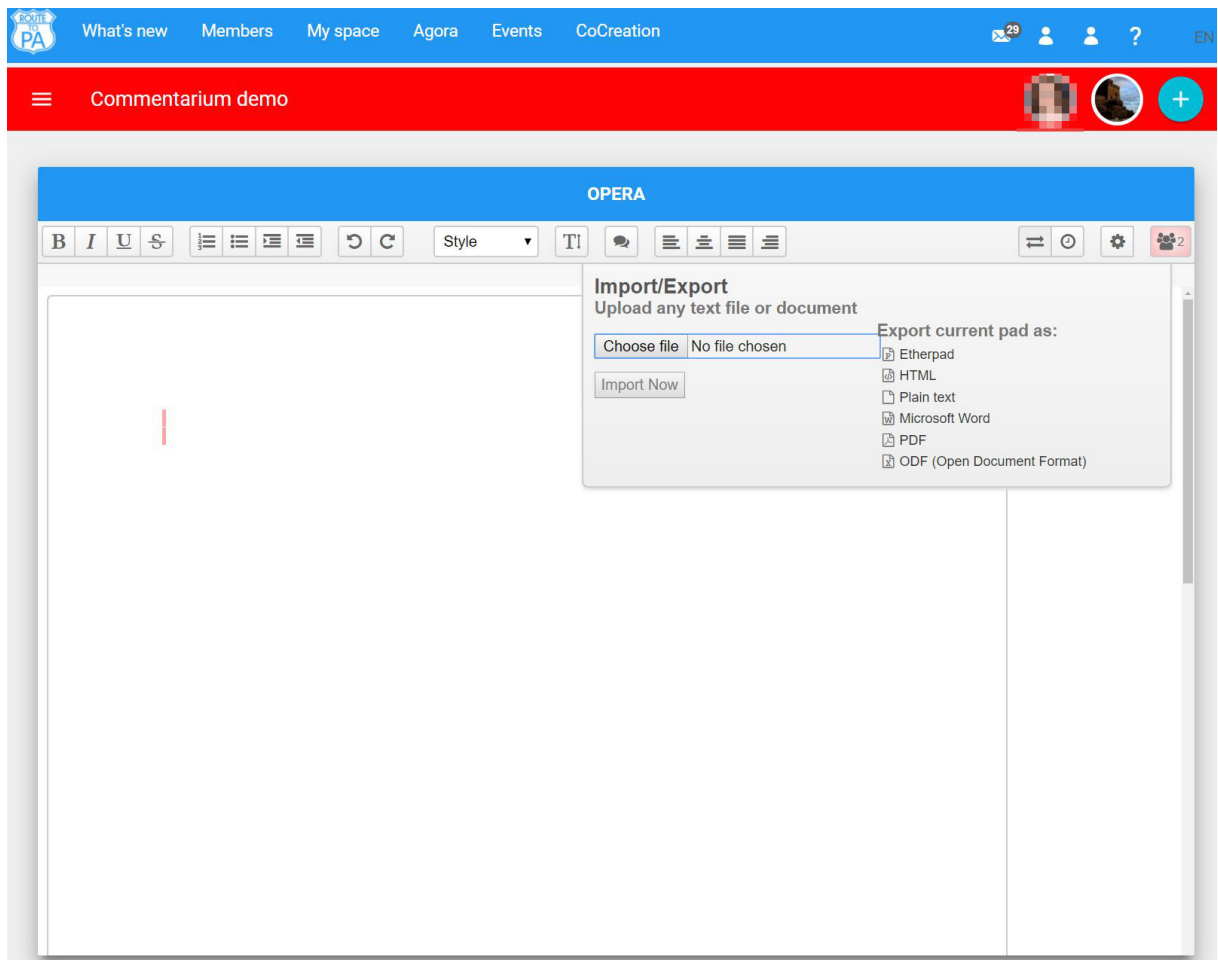 ROUTE
TO
PA
What's new Members My space Agora Events CoCreation 29 ? EN
Commentarium demo +
OPERA
B I U S Style TI 2
Import/Export
Upload any text file or document
Choose file No file chosen
Import Now
Export current pad as:
Etherpad
HTML
Plain text
Microsoft Word
PDF
ODF (Open Document Format)